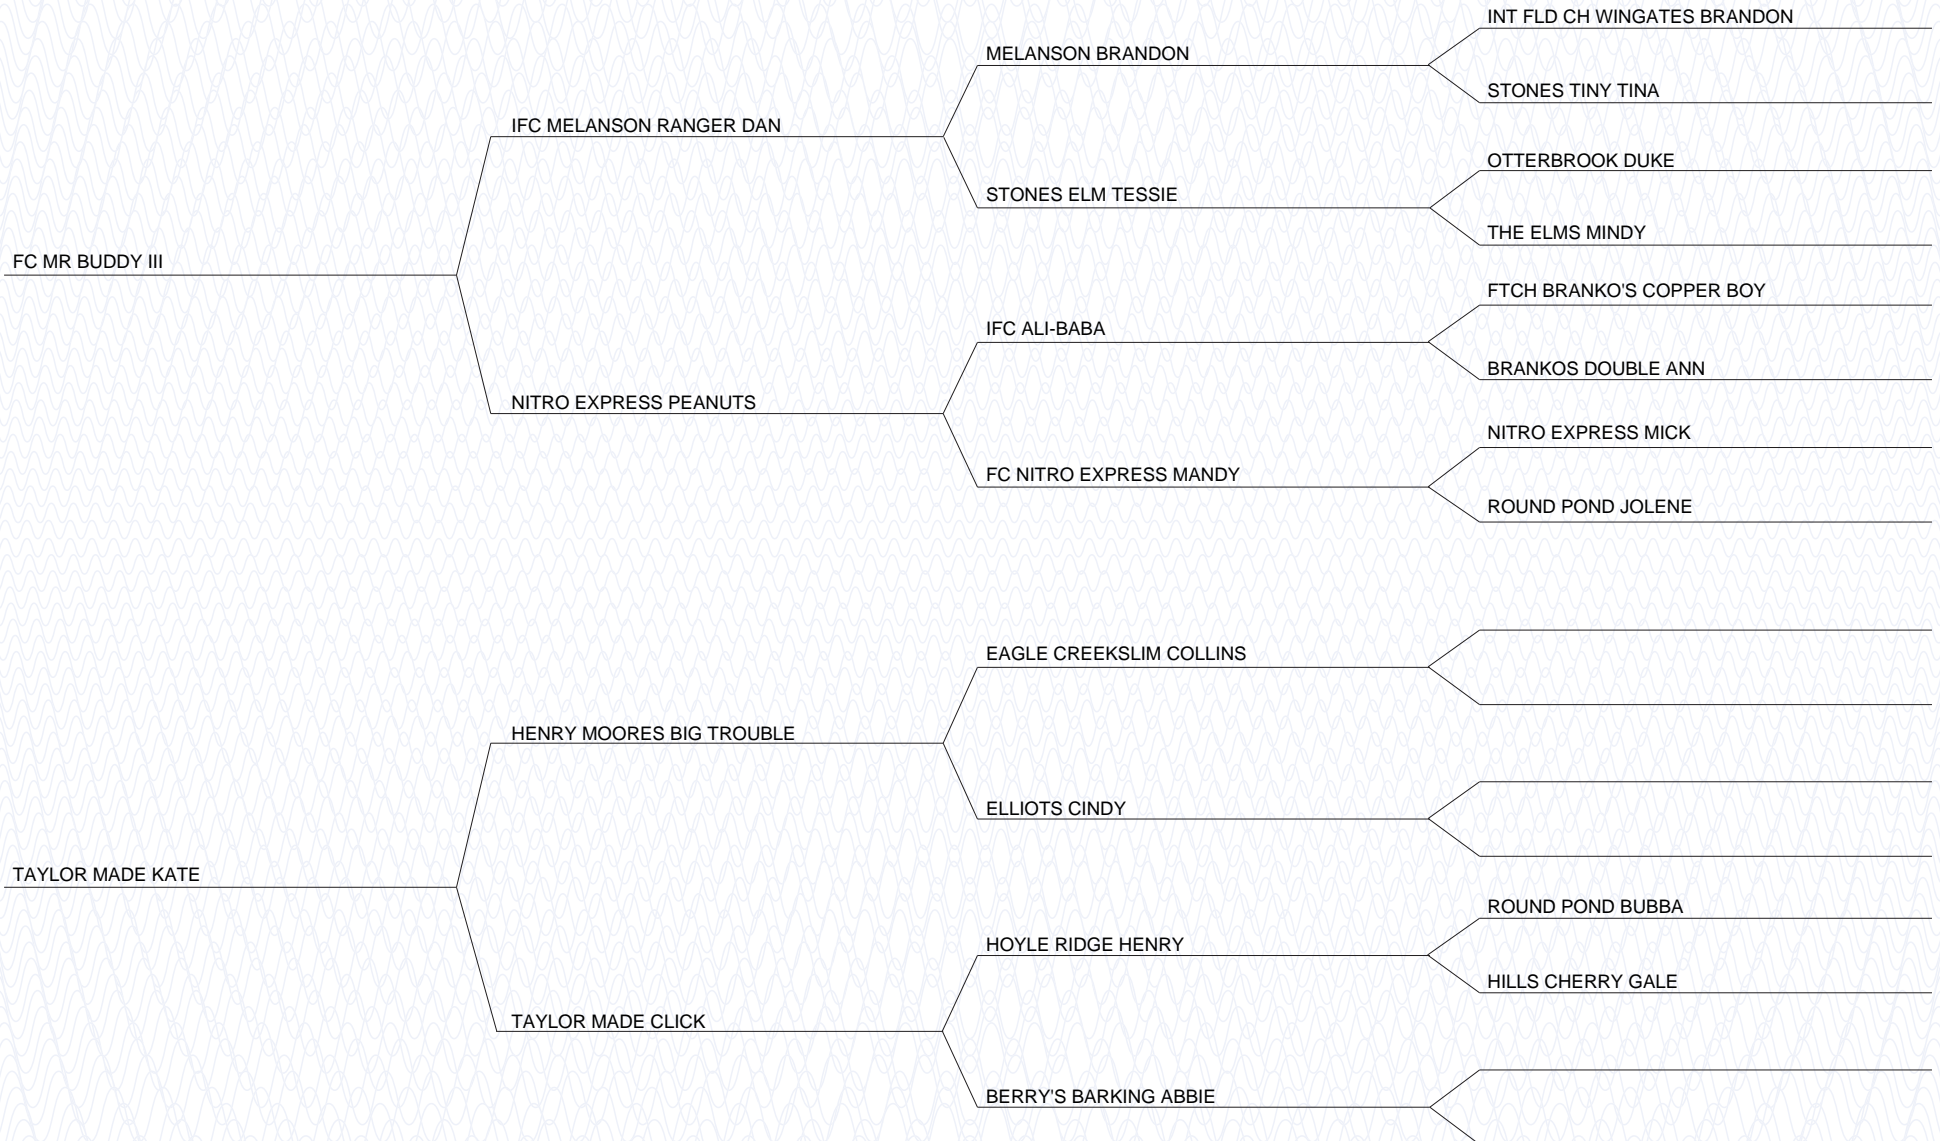 INT FLD CH WINGATES BRANDON
MELANSON BRANDON
STONES TINY TINA
IFC MELANSON RANGER DAN
OTTERBROOK DUKE
STONES ELM TESSIE
THE ELMS MINDY
FC MR BUDDY III
FTCH BRANKO'S COPPER BOY
IFC ALI-BABA
BRANKOS DOUBLE ANN
NITRO EXPRESS PEANUTS
NITRO EXPRESS MICK
FC NITRO EXPRESS MANDY
ROUND POND JOLENE
EAGLE CREEKSLIM COLLINS
HENRY MOORES BIG TROUBLE
ELLIOTS CINDY
TAYLOR MADE KATE
ROUND POND BUBBA
HOYLE RIDGE HENRY
HILLS CHERRY GALE
TAYLOR MADE CLICK
BERRY'S BARKING ABBIE